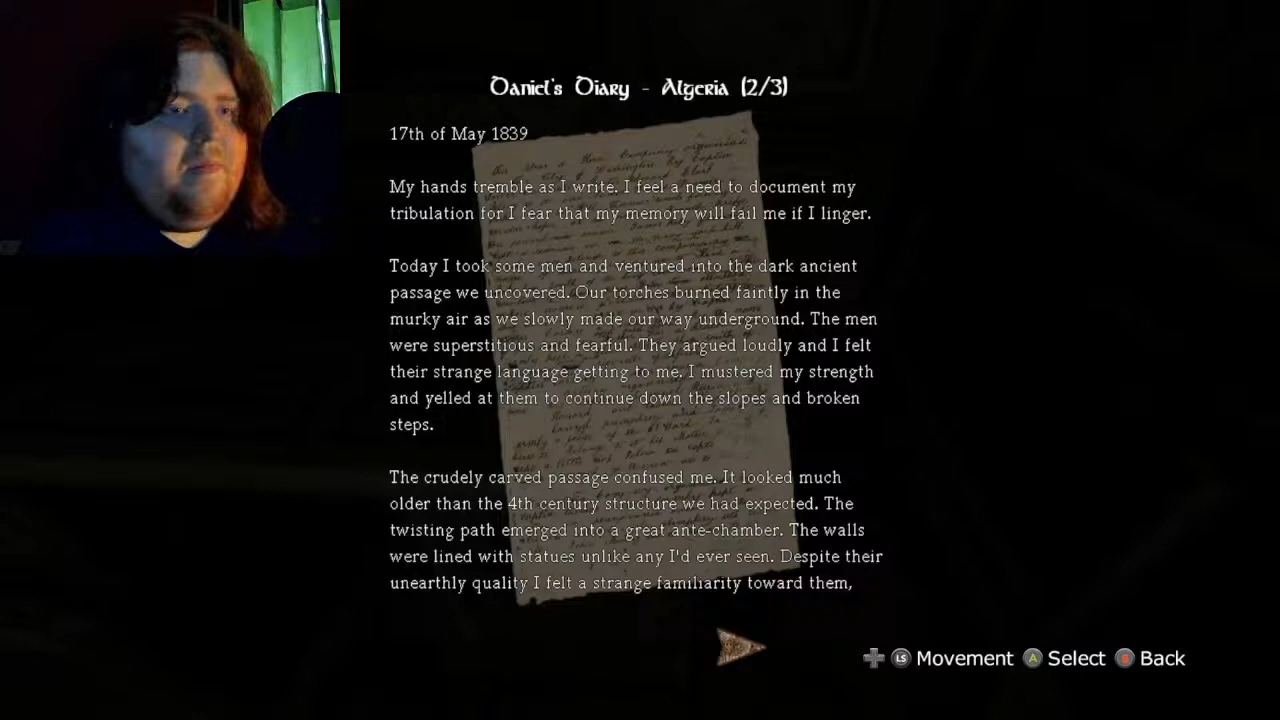 Daniel's Diary - Algeria (2/3)
17th of May 1839
My hands tremble as I write. I feel a need to document my
tribulation for I fear that my memory will fail me if I linger.
Today I took some men and ventured into the dark ancient
passage we uncovered. Our torches burned faintly in the
murky air as we slowly made our way underground. The men
were superstitious and fearful. They argued loudly and I felt
their strange language getting to me. I mustered my strength
and yelled at them to continue down the slopes and broken
steps.
The crudely carved passage confused me. It looked much
older than the 4th century structure we had expected. The
twisting path emerged into a great ante-chamber. The walls
were lined with statues unlike any I'd ever seen. Despite their
unearthly quality I felt a strange familiarity toward them,
LS Movement A Select B Back